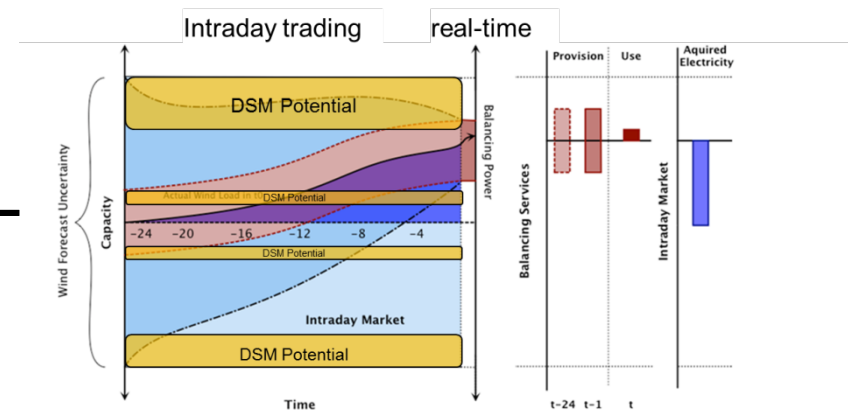 Intraday trading
real-time
Provision
Use
Aquired
Electricity
DSM Potential
Wind Forecast Uncertainty
Capacity
Balancing Power
Actual Wind Load in t0
DSM Potential
-24 -20 -16 -12 -8 -4
DSM Potential
Intraday Market
DSM Potential
Time
Balancing Services
Intraday Market
t-24 t-1 t